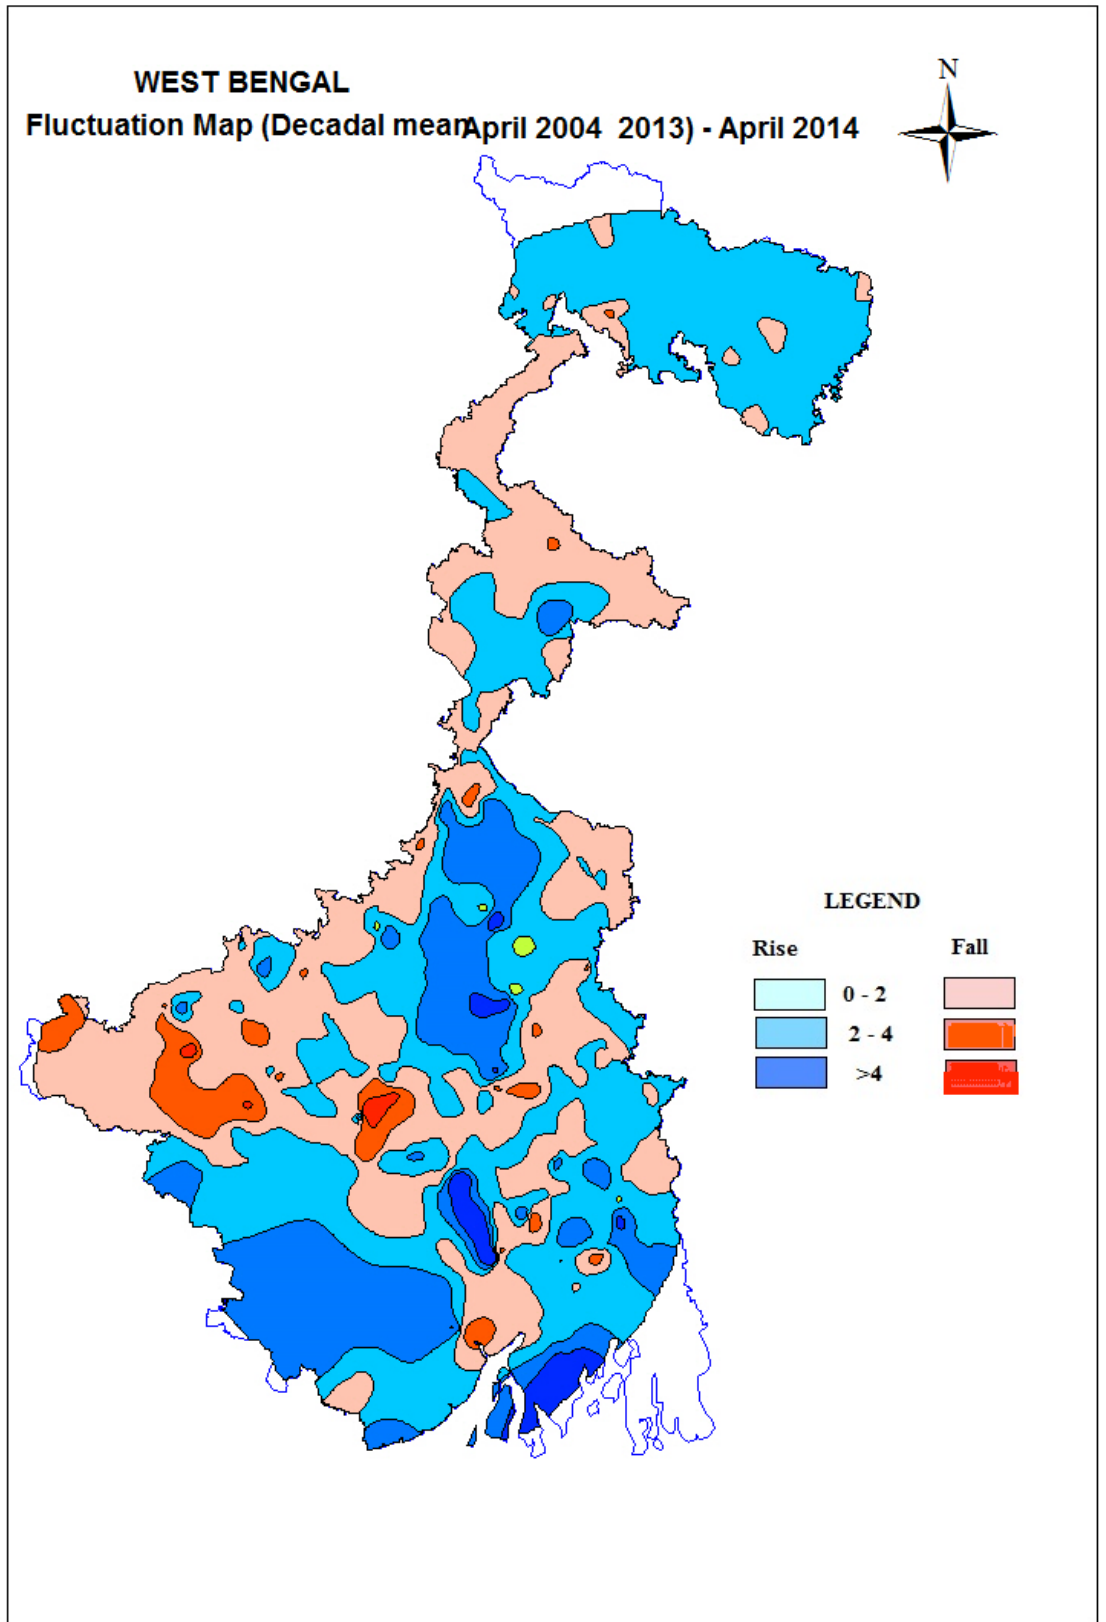 N
WEST BENGAL
Fluctuation Map (Decadal mean April 2004 2013) - April 2014
LEGEND
Rise Fall
0 - 2
2 - 4
>4